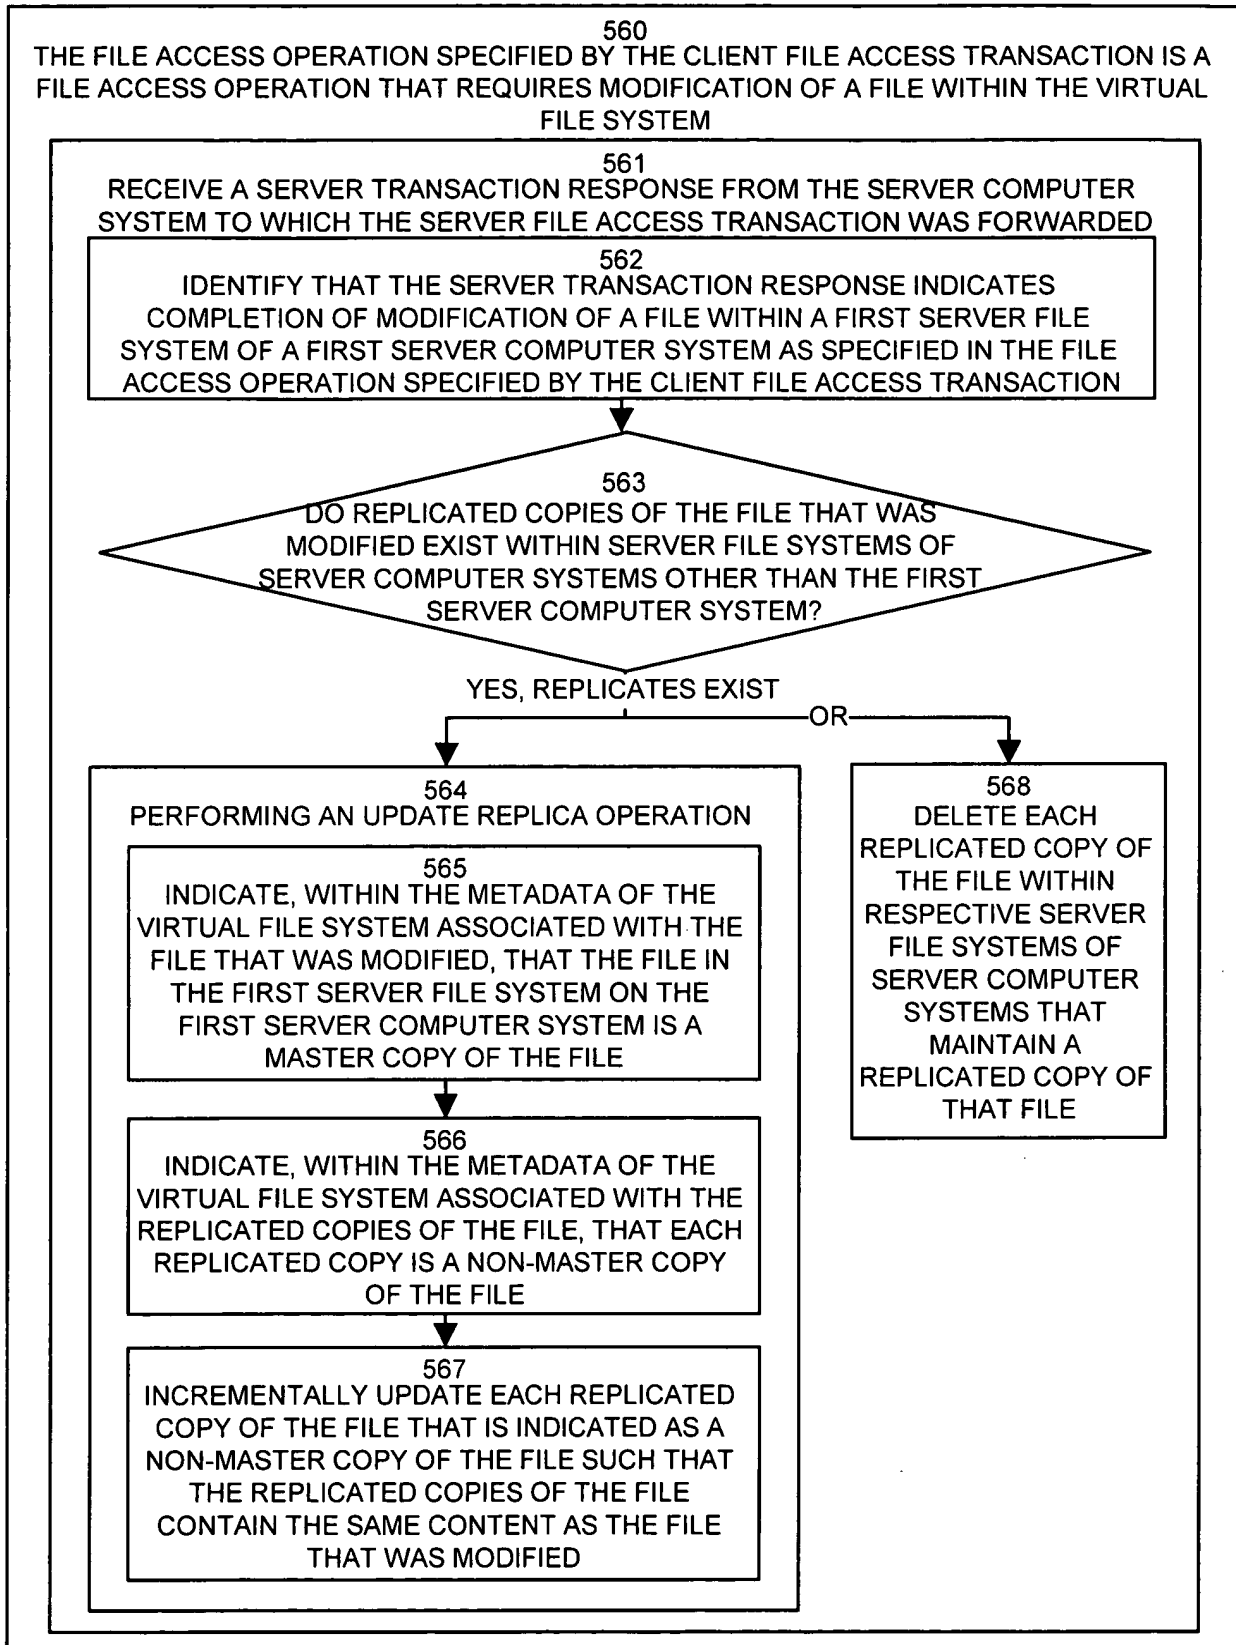 560
THE FILE ACCESS OPERATION SPECIFIED BY THE CLIENT FILE ACCESS TRANSACTION IS A
FILE ACCESS OPERATION THAT REQUIRES MODIFICATION OF A FILE WITHIN THE VIRTUAL
FILE SYSTEM
561
RECEIVE A SERVER TRANSACTION RESPONSE FROM THE SERVER COMPUTER
SYSTEM TO WHICH THE SERVER FILE ACCESS TRANSACTION WAS FORWARDED
562
IDENTIFY THAT THE SERVER TRANSACTION RESPONSE INDICATES
COMPLETION OF MODIFICATION OF A FILE WITHIN A FIRST SERVER FILE
SYSTEM OF A FIRST SERVER COMPUTER SYSTEM AS SPECIFIED IN THE FILE
ACCESS OPERATION SPECIFIED BY THE CLIENT FILE ACCESS TRANSACTION
563
DO REPLICATED COPIES OF THE FILE THAT WAS
MODIFIED EXIST WITHIN SERVER FILE SYSTEMS OF
SERVER COMPUTER SYSTEMS OTHER THAN THE FIRST
SERVER COMPUTER SYSTEM?
YES, REPLICATES EXIST
OR
564
PERFORMING AN UPDATE REPLICA OPERATION
565
INDICATE, WITHIN THE METADATA OF THE
VIRTUAL FILE SYSTEM ASSOCIATED WITH THE
FILE THAT WAS MODIFIED, THAT THE FILE IN
THE FIRST SERVER FILE SYSTEM ON THE
FIRST SERVER COMPUTER SYSTEM IS A
MASTER COPY OF THE FILE
566
INDICATE, WITHIN THE METADATA OF THE
VIRTUAL FILE SYSTEM ASSOCIATED WITH THE
REPLICATED COPIES OF THE FILE, THAT EACH
REPLICATED COPY IS A NON-MASTER COPY
OF THE FILE
567
INCREMENTALLY UPDATE EACH REPLICATED
COPY OF THE FILE THAT IS INDICATED AS A
NON-MASTER COPY OF THE FILE SUCH THAT
THE REPLICATED COPIES OF THE FILE
CONTAIN THE SAME CONTENT AS THE FILE
THAT WAS MODIFIED
568
DELETE EACH
REPLICATED COPY OF
THE FILE WITHIN
RESPECTIVE SERVER
FILE SYSTEMS OF
SERVER COMPUTER
SYSTEMS THAT
MAINTAIN A
REPLICATED COPY OF
THAT FILE